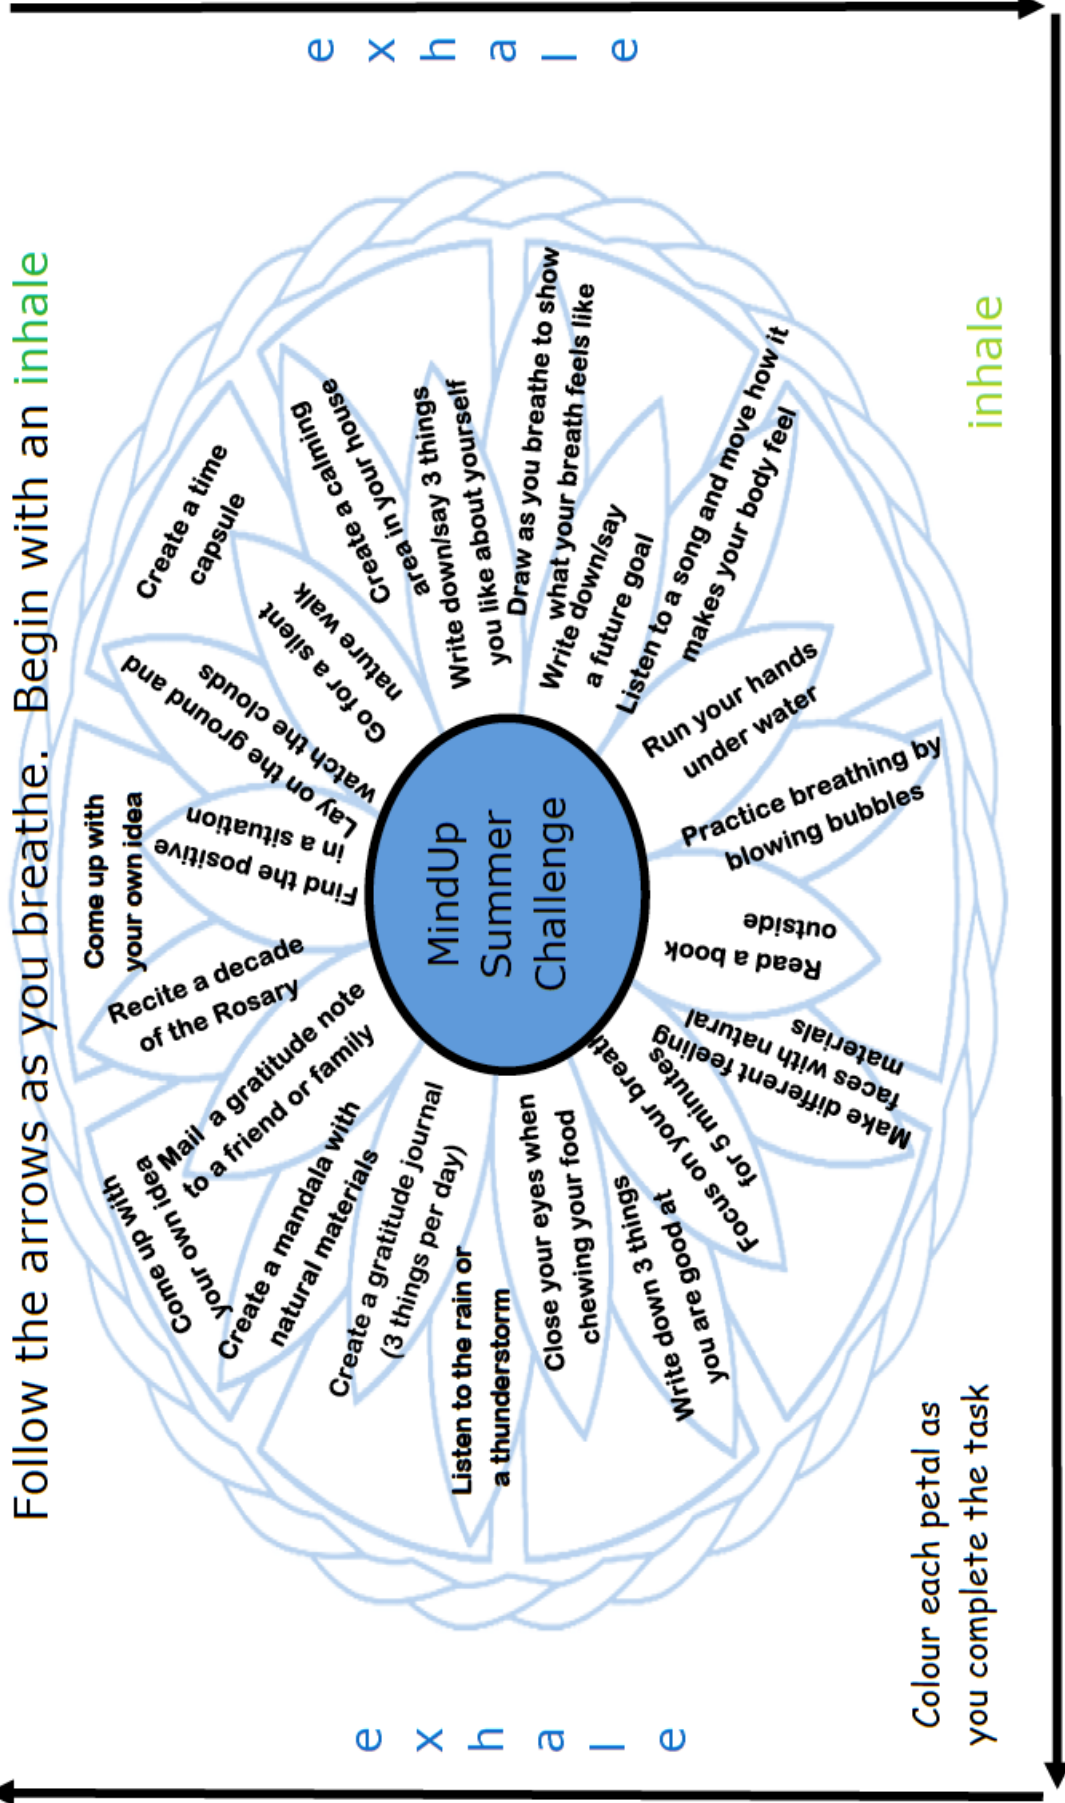 Follow the arrows as you breathe. Begin with an inhale
exhale
inhale
exhale
MindUp
Summer
Challenge
Come up with
your own idea
Create a time
capsule
Come up with
your own idea
Find the positive
in a situation
Lay on the ground and
watch the clouds
Go for a silent
nature walk
Create a calming
area in your house
Write down/say 3 things
you like about yourself
Draw as you breathe to show
what your breath feels like
Write down/say
a future goal
Listen to a song and move how it
makes your body feel
Run your hands
under water
Practice breathing by
blowing bubbles
Read a book
outside
Make different feeling
faces with natural
materials
Focus on your breath
for 5 minutes
Write down 3 things
you are good at
Close your eyes when
chewing your food
Listen to the rain or
a thunderstorm
Create a gratitude journal
(3 things per day)
Create a mandala with
natural materials
Mail a gratitude note
to a friend or family
Recite a decade
of the Rosary
Colour each petal as
you complete the task